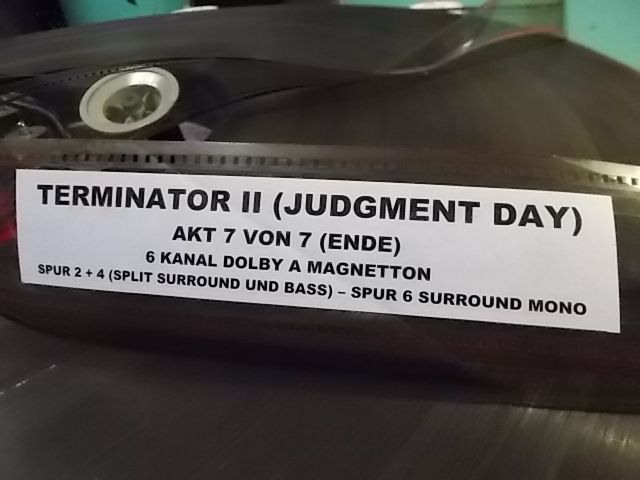 TERMINATOR II (JUDGMENT DAY)
AKT 7 VON 7 (ENDE)
6 KANAL DOLBY A MAGNETTON
SPUR 2 + 4 (SPLIT SURROUND UND BASS) – SPUR 6 SURROUND MONO